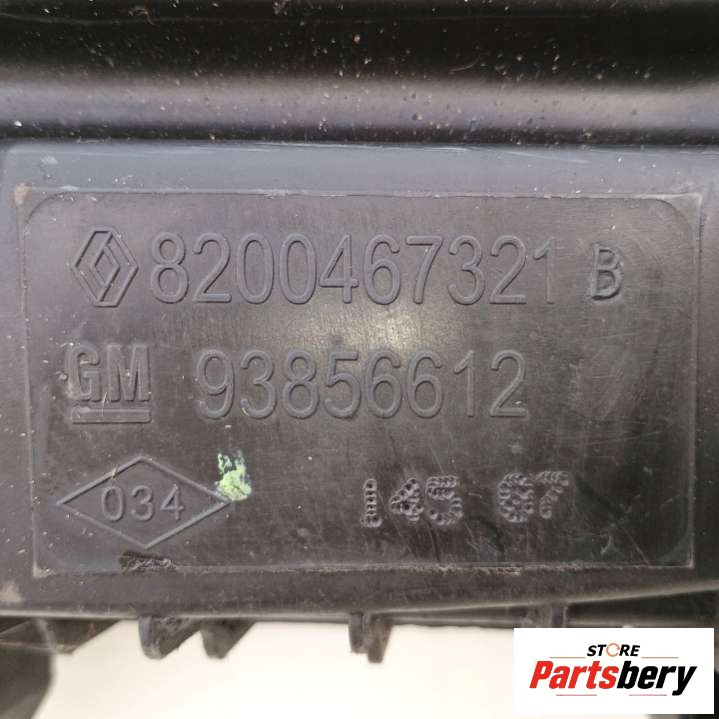 8200467321 B
GM 93856612
034 145 07
STORE
Partsbery